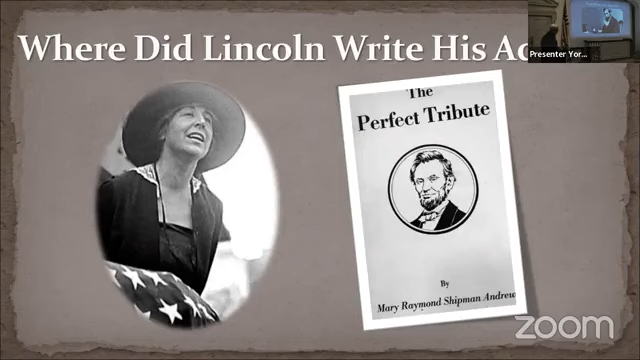 Where Did Lincoln Write His Ad
Presenter Yor...
The
Perfect Tribute
By
Mary Raymond Shipman Andrew
zoom